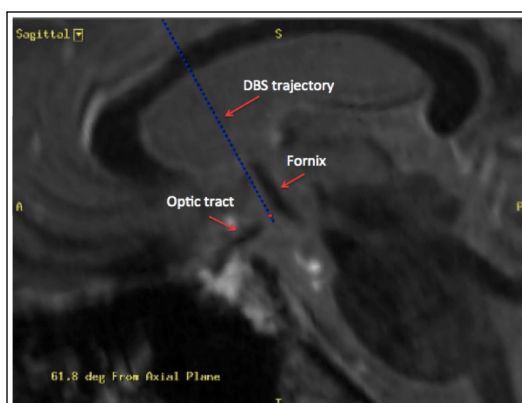 Sagittal
S
DBS trajectory
Fornix
Optic tract
A
P
61.8 deg From Axial Plane
I